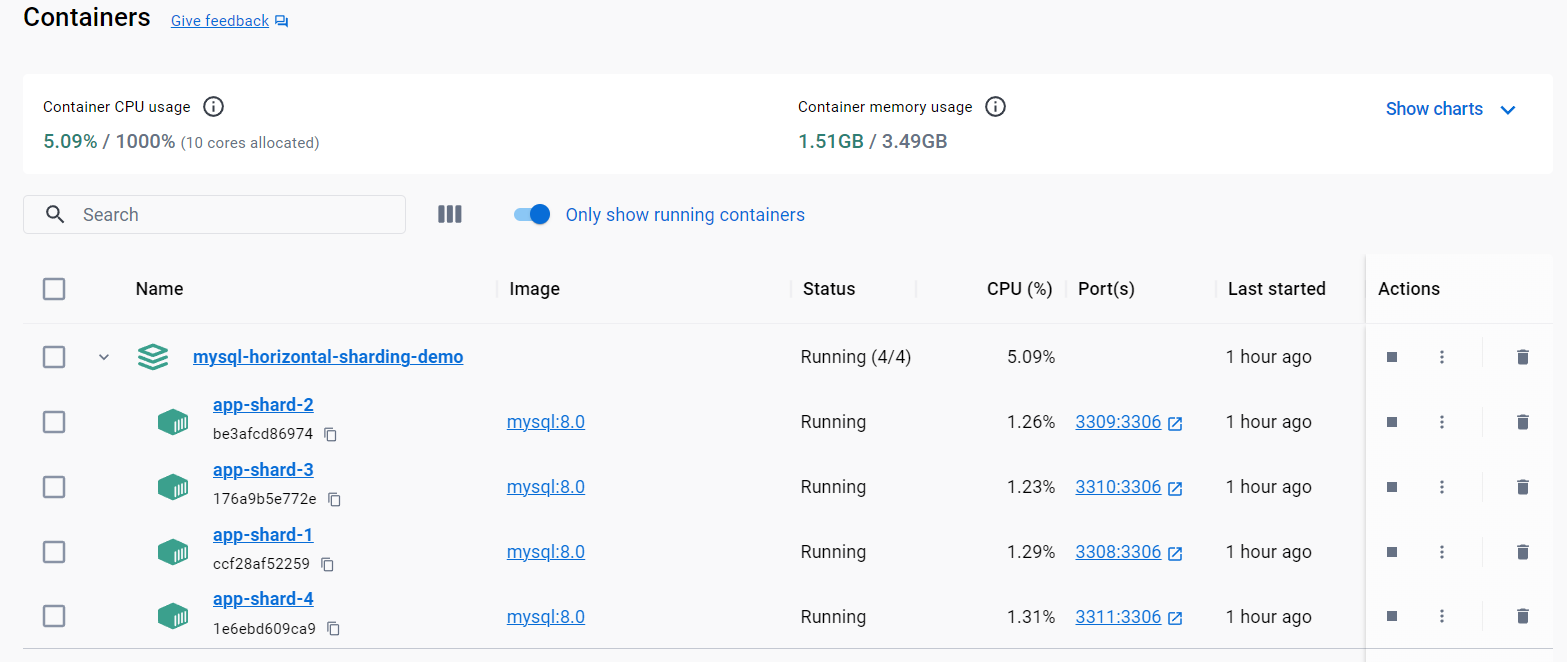 Containers Give feedback
Container CPU usage Container memory usage Show charts
5.09% / 1000% (10 cores allocated) 1.51GB / 3.49GB
Search Only show running containers
Name Image Status CPU (%) Port(s) Last started Actions
mysql-horizontal-sharding-demo Running (4/4) 5.09% 1 hour ago
app-shard-2
be3afcd86974 mysql:8.0 Running 1.26% 3309:3306 1 hour ago
app-shard-3
176a9b5e772e mysql:8.0 Running 1.23% 3310:3306 1 hour ago
app-shard-1
ccf28af52259 mysql:8.0 Running 1.29% 3308:3306 1 hour ago
app-shard-4
1e6ebd609ca9 mysql:8.0 Running 1.31% 3311:3306 1 hour ago